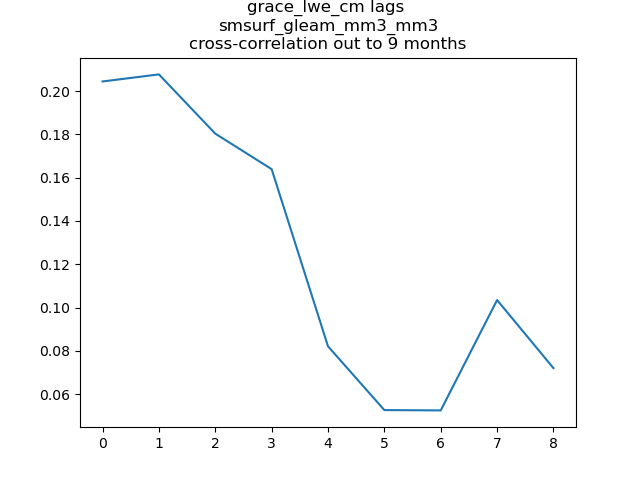 grace_lwe_cm lags
smsurf_gleam_mm3_mm3
cross-correlation out to 9 months
0.20
0.18
0.16
0.14
0.12
0.10
0.08
0.06
0 1 2 3 4 5 6 7 8